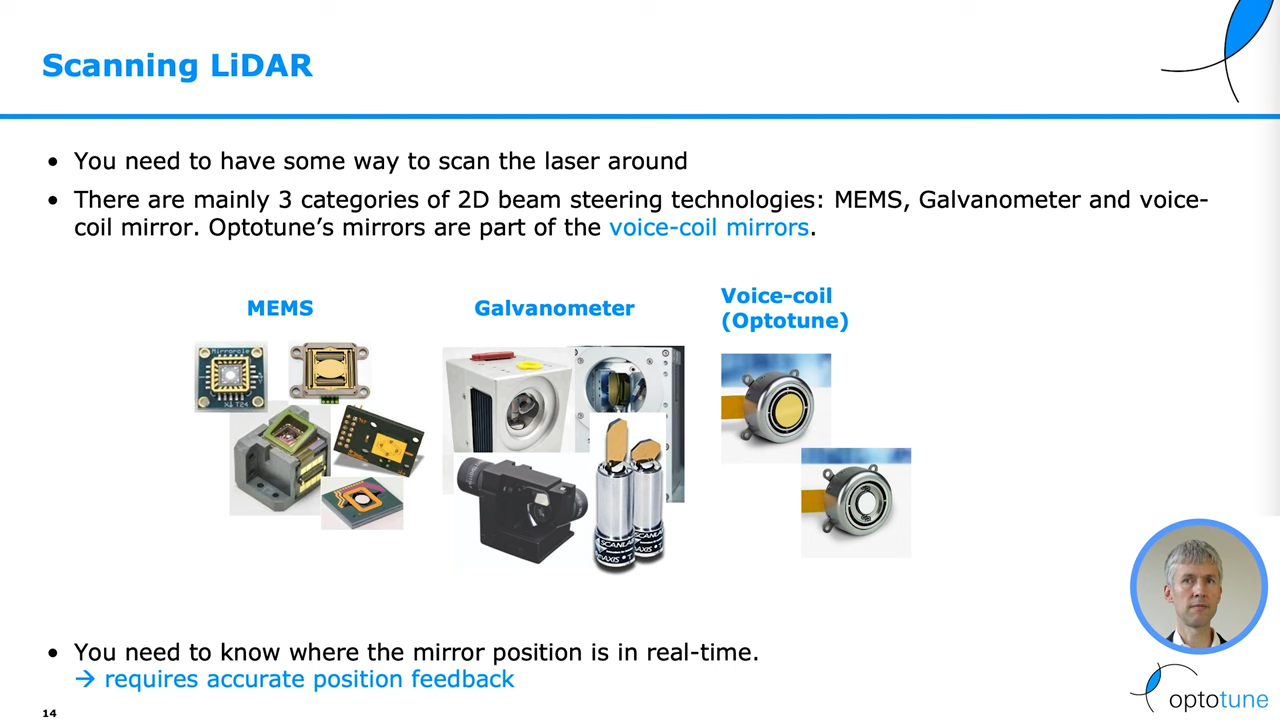 Scanning LiDAR
• You need to have some way to scan the laser around
• There are mainly 3 categories of 2D beam steering technologies: MEMS, Galvanometer and voice-
coil mirror. Optotune’s mirrors are part of the voice-coil mirrors.
MEMS
Galvanometer
Voice-coil
(Optotune)
Mirrorcle
SCANLAB
• You need to know where the mirror position is in real-time.
→ requires accurate position feedback
14
optotune